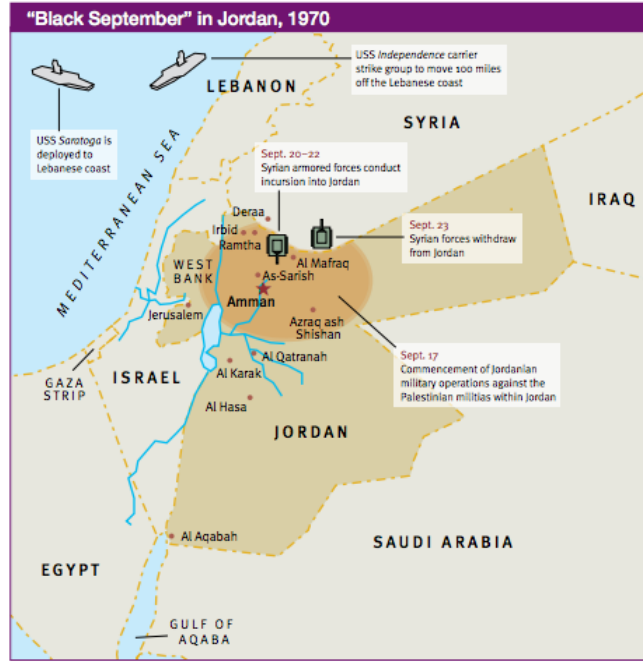 “Black September” in Jordan, 1970
USS Independence carrier
strike group to move 100 miles
off the Lebanese coast
LEBANON
USS Saratoga is
deployed to
Lebanese coast
SYRIA
MEDITERRANEAN SEA
Sept. 20–22
Syrian armored forces conduct
incursion into Jordan
IRAQ
Deraa
Irbid
Ramtha
Sept. 23
Syrian forces withdraw
from Jordan
Al Mafraq
WEST
BANK
As-Sarish
Amman
Jerusalem
Azraq ash
Shishan
Sept. 17
Commencement of Jordanian
military operations against the
Palestinian militias within Jordan
Al Qatranah
GAZA
STRIP
ISRAEL
Al Karak
Al Hasa
JORDAN
Al Aqabah
SAUDI ARABIA
EGYPT
GULF OF
AQABA